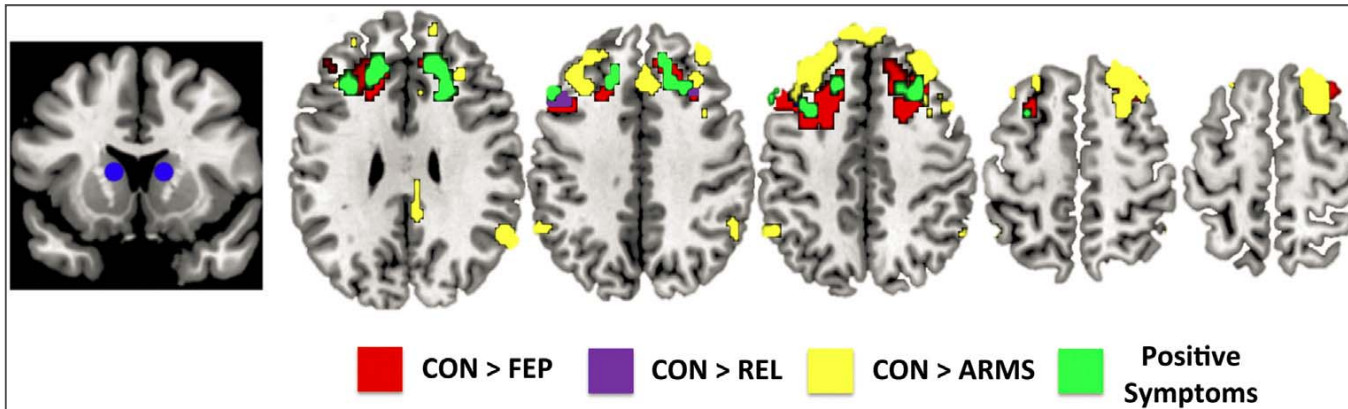 CON > FEP
CON > REL
CON > ARMS
Positive
Symptoms